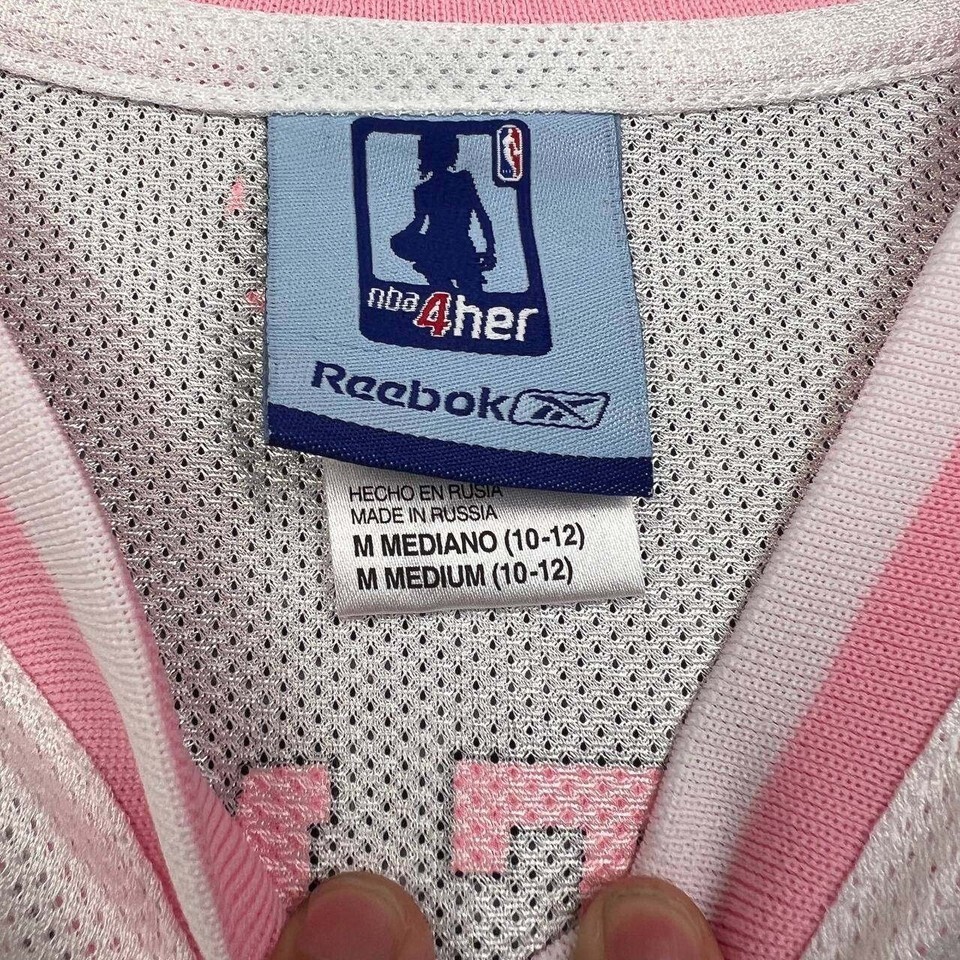 nba4her
Reebok
HECHO EN RUSIA
MADE IN RUSSIA
M MEDIANO (10-12)
M MEDIUM (10-12)